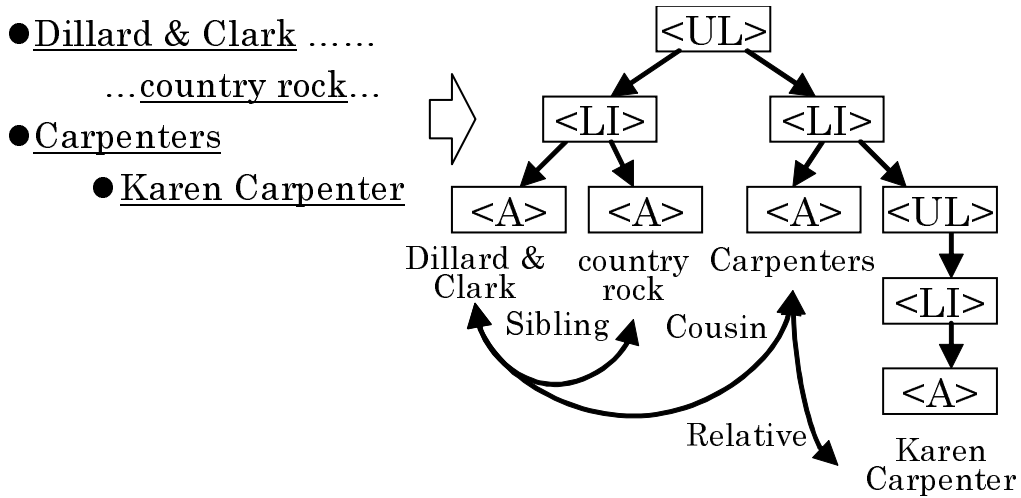 ●Dillard & Clark ……
…country rock…
●Carpenters
●Karen Carpenter
<UL>
<LI>
<LI>
<A>
<A>
<A>
<UL>
Dillard &
Clark
country
rock
Carpenters
<LI>
Sibling
Cousin
<A>
Relative
Karen
Carpenter